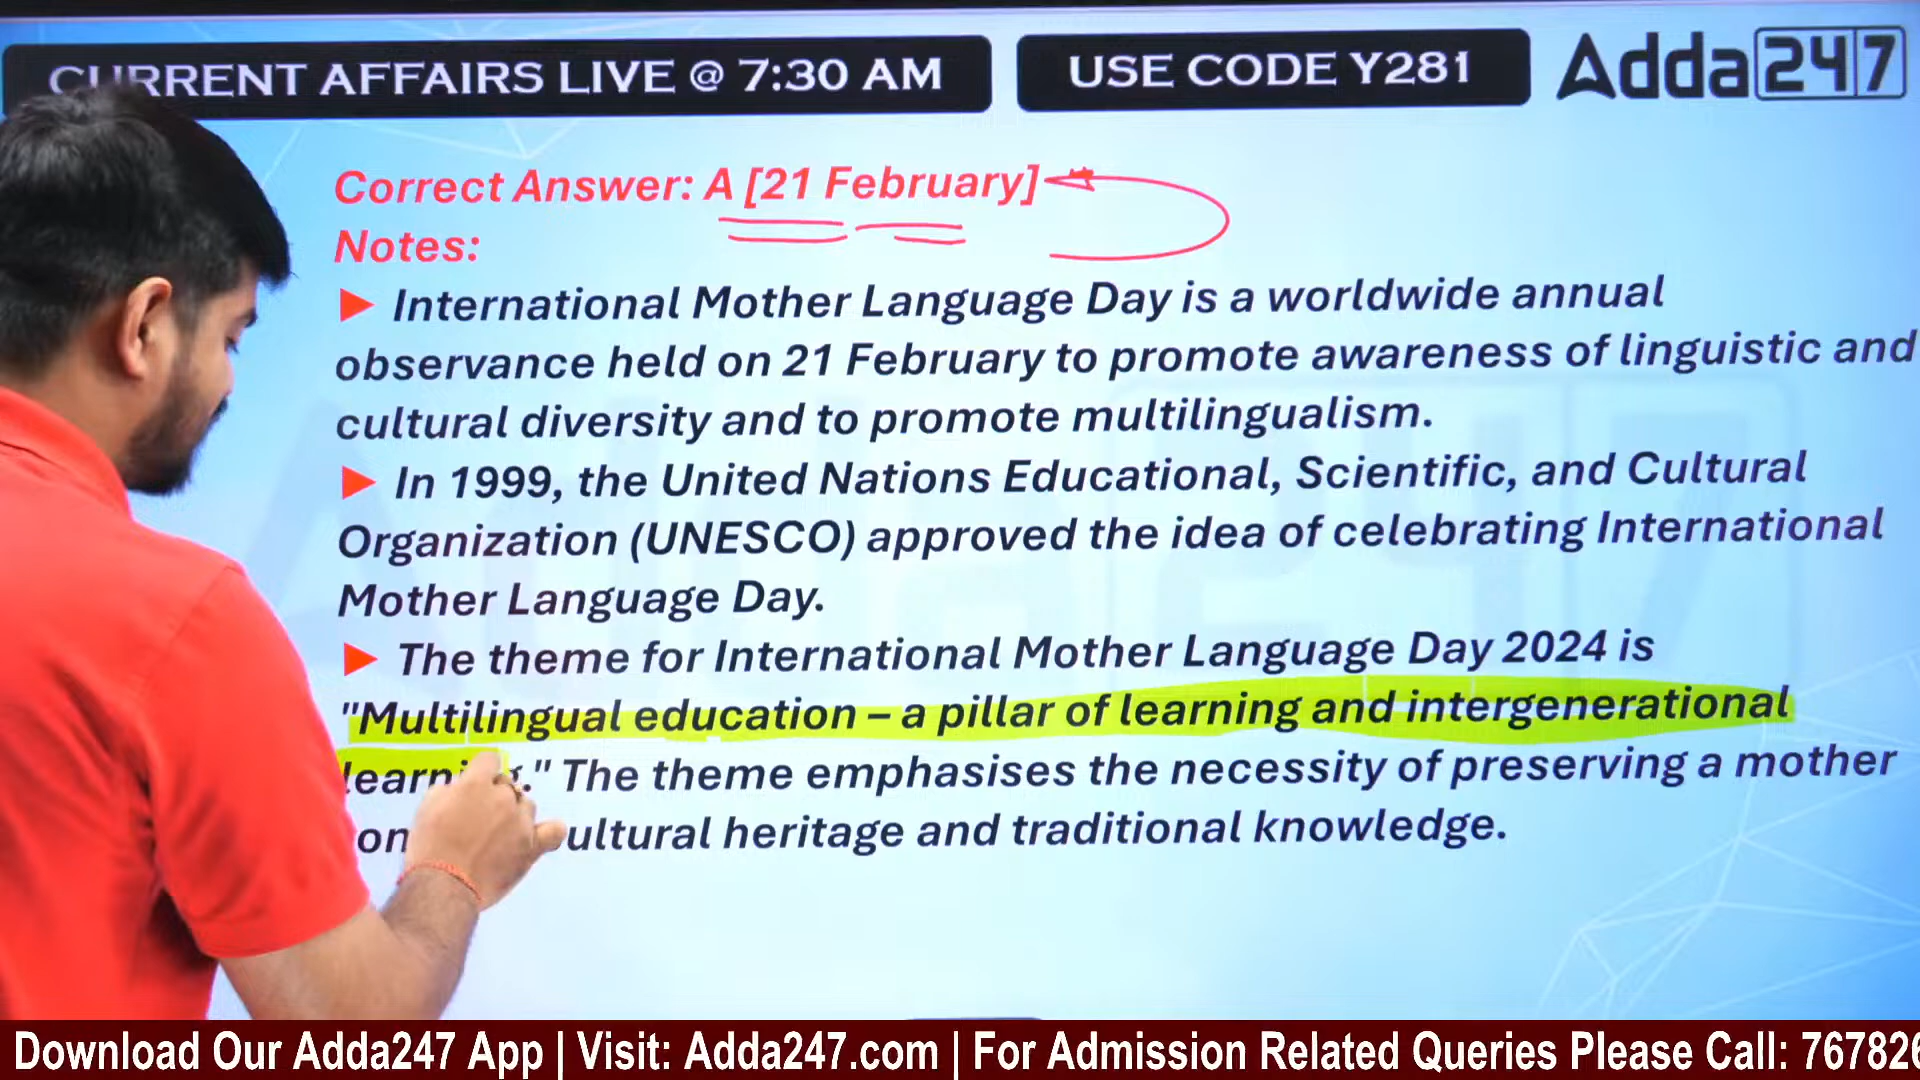 CURRENT AFFAIRS LIVE @ 7:30 AM
USE CODE Y281
Adda247
Correct Answer: A [21 February]
Notes:
► International Mother Language Day is a worldwide annual
observance held on 21 February to promote awareness of linguistic and
cultural diversity and to promote multilingualism.
► In 1999, the United Nations Educational, Scientific, and Cultural
Organization (UNESCO) approved the idea of celebrating International
Mother Language Day.
► The theme for International Mother Language Day 2024 is
"Multilingual education – a pillar of learning and intergenerational
learning." The theme emphasises the necessity of preserving a mother
heritage and traditional knowledge.
Download Our Adda247 App | Visit: Adda247.com | For Admission Related Queries Please Call: 76782